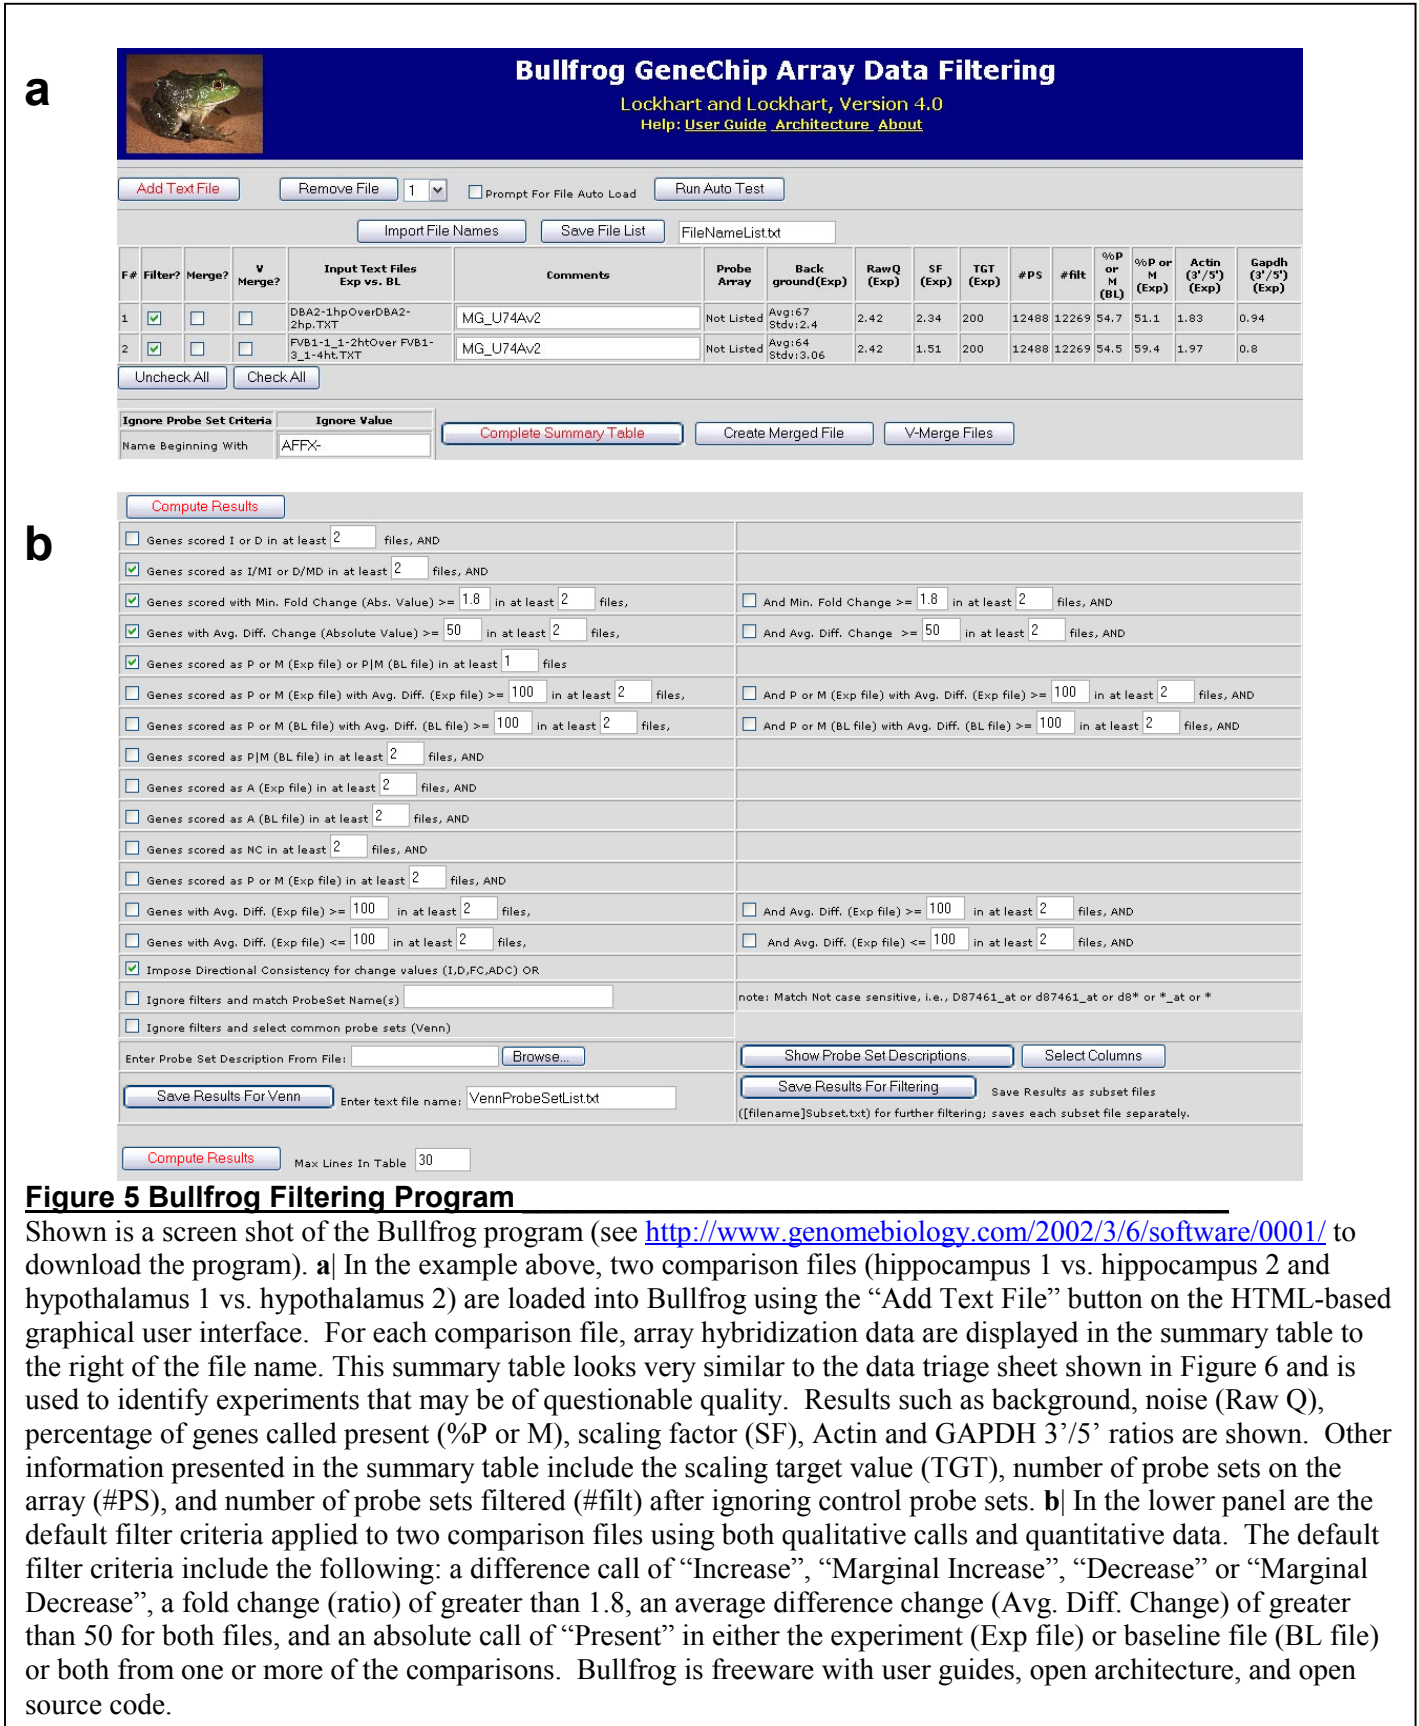 a
Bullfrog GeneChip Array Data Filtering
Lockhart and Lockhart, Version 4.0
Help: User Guide Architecture About
Add Text File Remove File 1 Prompt For File Auto Load Run Auto Test
Import File Names Save File List FileNameList.txt
F# Filter? Merge? V Merge? Input Text Files Exp vs. BL Comments Probe Array Back ground(Exp) RawQ (Exp) SF (Exp) TGT (Exp) #PS #filt %P or M (BL) %P or M (Exp) Actin (3'/5') (Exp) Gapdh (3'/5') (Exp)
1 DBA2-1hpOverDBA2-2hp.TXT MG_U74Av2 Not Listed Avg:67 Stdv:2.4 2.42 2.34 200 12488 12269 54.7 51.1 1.83 0.94
2 FVB1-1_1-2htOver FVB1-3_1-4ht.TXT MG_U74Av2 Not Listed Avg:64 Stdv:3.06 2.42 1.51 200 12488 12269 54.5 59.4 1.97 0.8
Uncheck All Check All
Ignore Probe Set Criteria Ignore Value
Name Beginning With AFFX- Complete Summary Table Create Merged File V-Merge Files
b
Compute Results
Genes scored I or D in at least 2 files, AND
Genes scored as I/MI or D/MD in at least 2 files, AND
Genes scored with Min. Fold Change (Abs. Value) >= 1.8 in at least 2 files, And Min. Fold Change >= 1.8 in at least 2 files, AND
Genes with Avg. Diff. Change (Absolute Value) >= 50 in at least 2 files, And Avg. Diff. Change >= 50 in at least 2 files, AND
Genes scored as P or M (Exp file) or P|M (BL file) in at least 1 files
Genes scored as P or M (Exp file) with Avg. Diff. (Exp file) >= 100 in at least 2 files, And P or M (Exp file) with Avg. Diff. (Exp file) >= 100 in at least 2 files, AND
Genes scored as P or M (BL file) with Avg. Diff. (BL file) >= 100 in at least 2 files, And P or M (BL file) with Avg. Diff. (BL file) >= 100 in at least 2 files, AND
Genes scored as P|M (BL file) in at least 2 files, AND
Genes scored as A (Exp file) in at least 2 files, AND
Genes scored as A (BL file) in at least 2 files, AND
Genes scored as NC in at least 2 files, AND
Genes scored as P or M (Exp file) in at least 2 files, AND
Genes with Avg. Diff. (Exp file) >= 100 in at least 2 files, And Avg. Diff. (Exp file) >= 100 in at least 2 files, AND
Genes with Avg. Diff. (Exp file) <= 100 in at least 2 files, And Avg. Diff. (Exp file) <= 100 in at least 2 files, AND
Impose Directional Consistency for change values (I,D,FC,ADC) OR
Ignore filters and match ProbeSet Name(s) note: Match Not case sensitive, i.e., D87461_at or d87461_at or d8* or *_at or *
Ignore filters and select common probe sets (Venn)
Enter Probe Set Description From File: Browse... Show Probe Set Descriptions. Select Columns
Save Results For Venn Enter text file name: VennProbeSetList.txt Save Results For Filtering Save Results as subset files
([filename]Subset.txt) for further filtering; saves each subset file separately.
Compute Results Max Lines In Table 30
Figure 5 Bullfrog Filtering Program
Shown is a screen shot of the Bullfrog program (see http://www.genomebiology.com/2002/3/6/software/0001/ to
download the program). a| In the example above, two comparison files (hippocampus 1 vs. hippocampus 2 and
hypothalamus 1 vs. hypothalamus 2) are loaded into Bullfrog using the “Add Text File” button on the HTML-based
graphical user interface. For each comparison file, array hybridization data are displayed in the summary table to
the right of the file name. This summary table looks very similar to the data triage sheet shown in Figure 6 and is
used to identify experiments that may be of questionable quality. Results such as background, noise (Raw Q),
percentage of genes called present (%P or M), scaling factor (SF), Actin and GAPDH 3’/5’ ratios are shown. Other
information presented in the summary table include the scaling target value (TGT), number of probe sets on the
array (#PS), and number of probe sets filtered (#filt) after ignoring control probe sets. b| In the lower panel are the
default filter criteria applied to two comparison files using both qualitative calls and quantitative data. The default
filter criteria include the following: a difference call of “Increase”, “Marginal Increase”, “Decrease” or “Marginal
Decrease”, a fold change (ratio) of greater than 1.8, an average difference change (Avg. Diff. Change) of greater
than 50 for both files, and an absolute call of “Present” in either the experiment (Exp file) or baseline file (BL file)
or both from one or more of the comparisons. Bullfrog is freeware with user guides, open architecture, and open
source code.